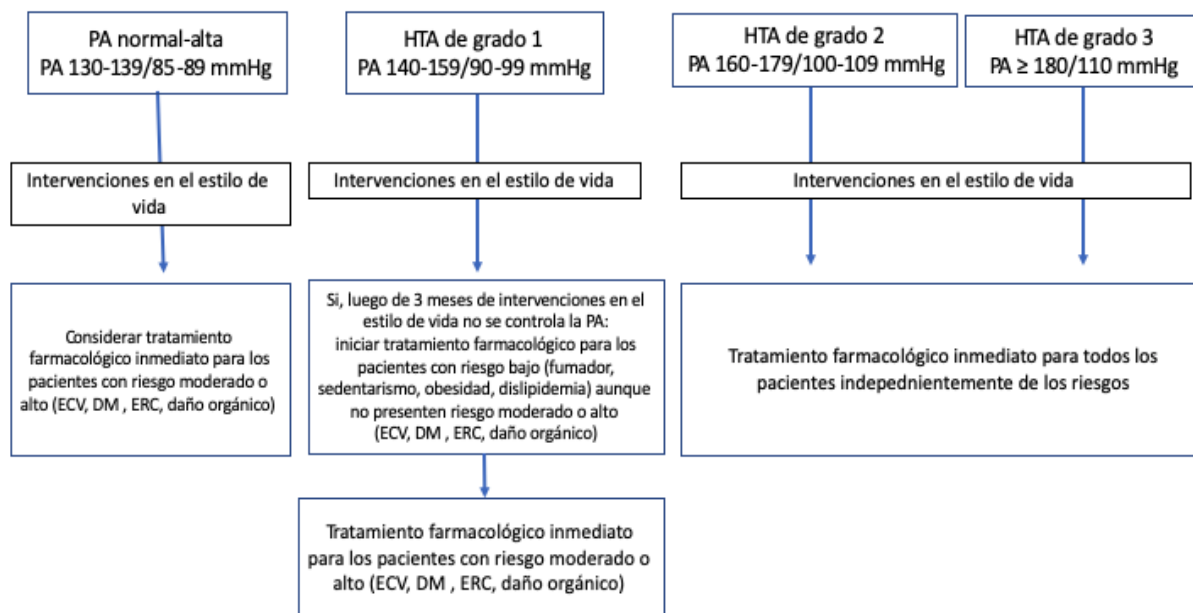 PA normal-alta
PA 130-139/85-89 mmHg
HTA de grado 1
PA 140-159/90-99 mmHg
HTA de grado 2
PA 160-179/100-109 mmHg
HTA de grado 3
PA ≥ 180/110 mmHg
Intervenciones en el estilo de
vida
Intervenciones en el estilo de vida
Intervenciones en el estilo de vida
Considerar tratamiento
farmacológico inmediato para los
pacientes con riesgo moderado o
alto (ECV, DM , ERC, daño orgánico)
Si, luego de 3 meses de intervenciones en el
estilo de vida no se controla la PA:
iniciar tratamiento farmacológico para los
pacientes con riesgo bajo (fumador,
sedentarismo, obesidad, dislipidemia) aunque
no presenten riesgo moderado o alto
(ECV, DM , ERC, daño orgánico)
Tratamiento farmacológico inmediato para todos los
pacientes indepednientemente de los riesgos
Tratamiento farmacológico inmediato
para los pacientes con riesgo moderado o
alto (ECV, DM , ERC, daño orgánico)